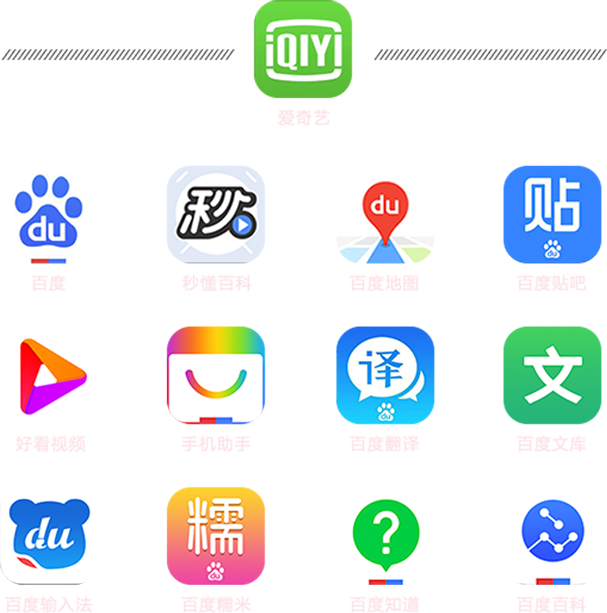 iQIYI
爱奇艺
du
秒
du
贴
du
百度
秒懂百科
百度地图
百度贴吧
译
文
du
好看视频
手机助手
百度翻译
百度文库
du
糯
?
du
百度输入法
百度糯米
百度知道
百度百科